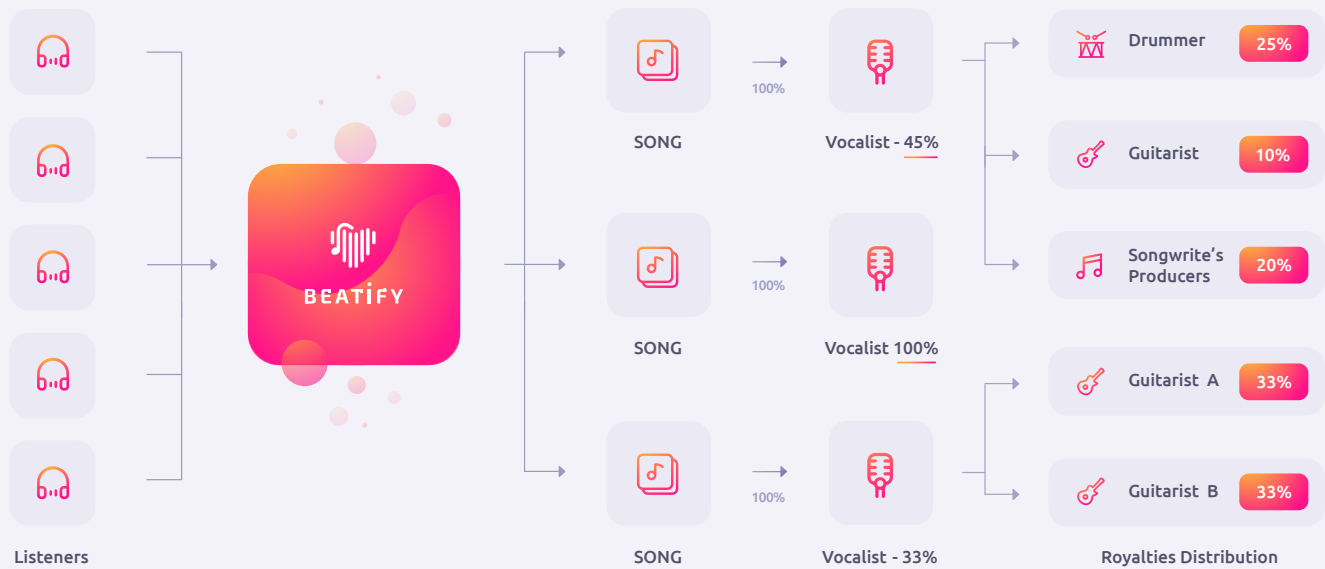 BEATiFY
Listeners
100%
SONG
Vocalist - 45%
Drummer
25%
Guitarist
10%
Songwrite's
Producers
20%
100%
SONG
Vocalist 100%
100%
SONG
Vocalist - 33%
Guitarist A
33%
Guitarist B
33%
Royalties Distribution